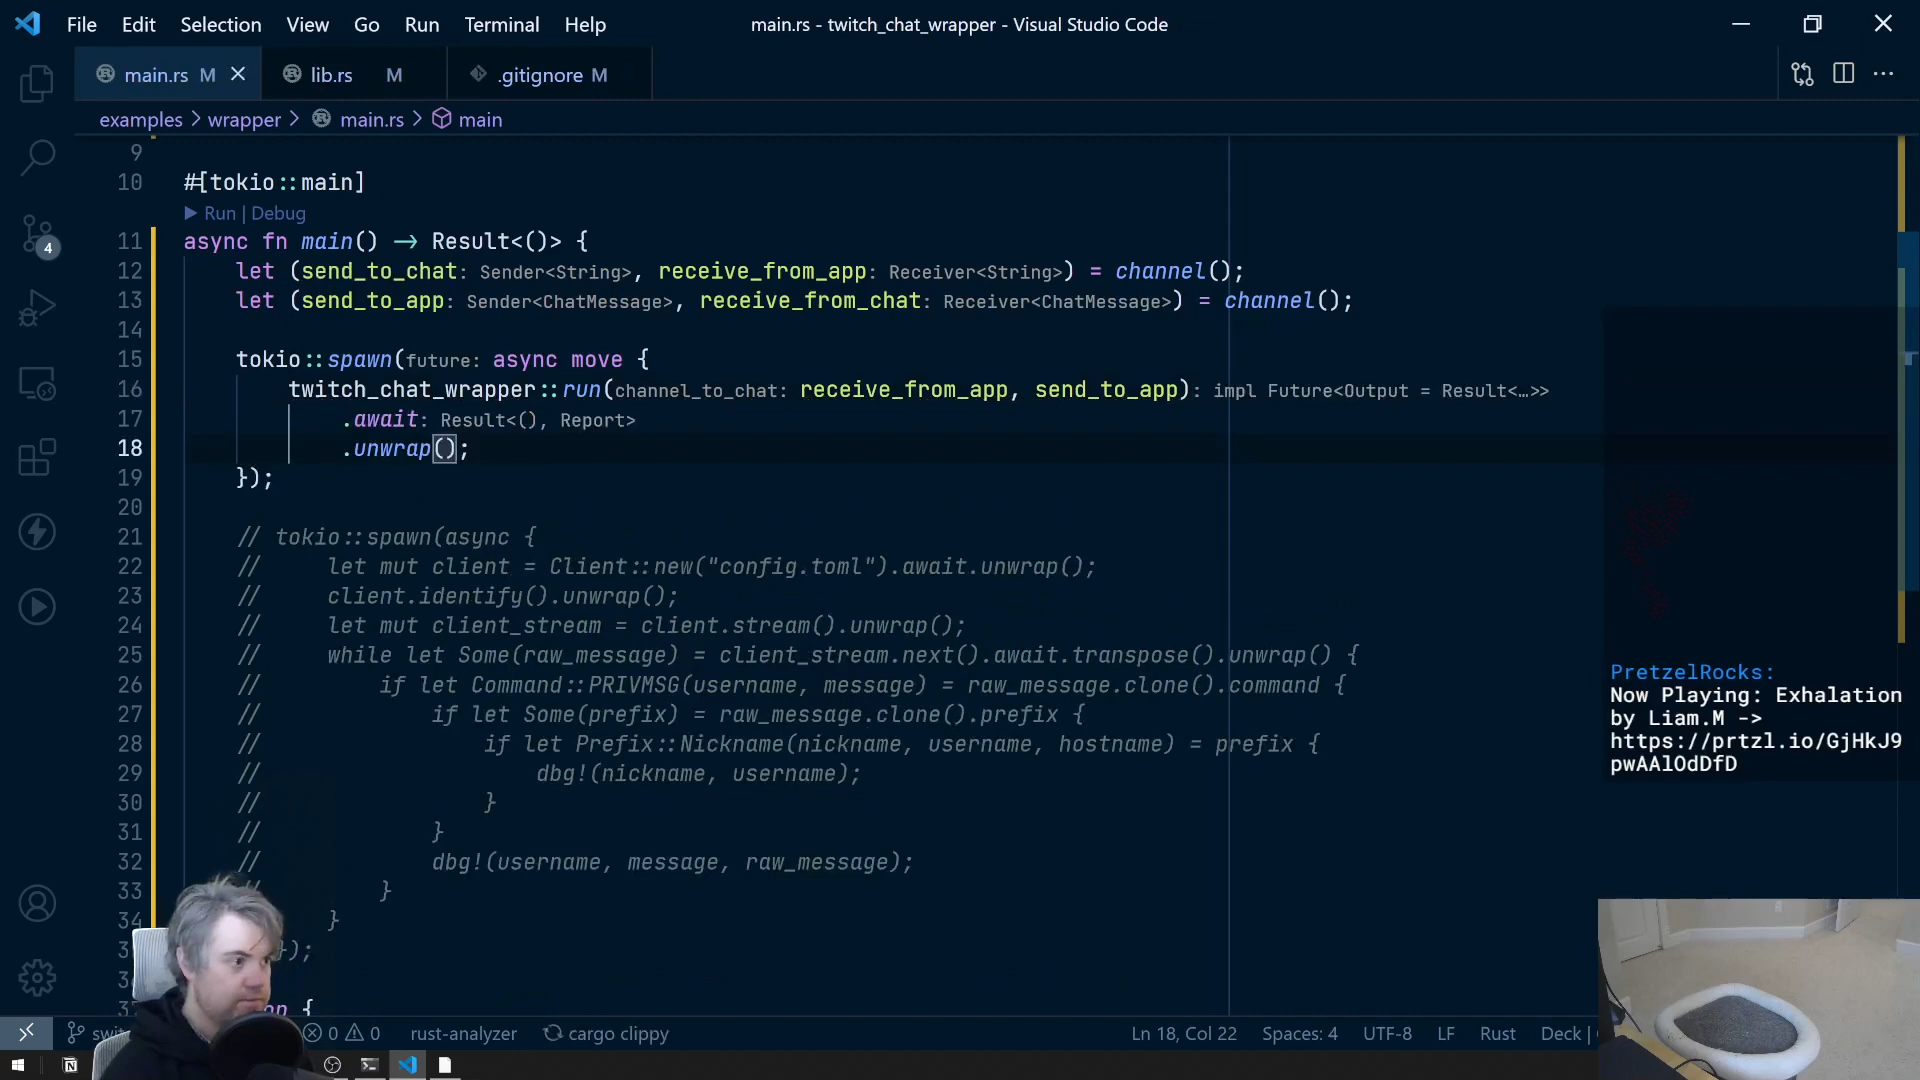 File Edit Selection View Go Run Terminal Help
main.rs - twitch_chat_wrapper - Visual Studio Code
main.rs M
lib.rs M
.gitignore M
examples > wrapper > main.rs > main
9
10 #[tokio::main]
Run | Debug
11 async fn main() -> Result<()> {
12 let (send_to_chat: Sender<String>, receive_from_app: Receiver<String>) = channel();
13 let (send_to_app: Sender<ChatMessage>, receive_from_chat: Receiver<ChatMessage>) = channel();
14
15 tokio::spawn(future: async move {
16 twitch_chat_wrapper::run(channel_to_chat: receive_from_app, send_to_app): impl Future<Output = Result<…>>
17 .await: Result<(), Report>
18 .unwrap();
19 });
20
21 // tokio::spawn(async {
22 // let mut client = Client::new("config.toml").await.unwrap();
23 // client.identify().unwrap();
24 // let mut client_stream = client.stream().unwrap();
25 // while let Some(raw_message) = client_stream.next().await.transpose().unwrap() {
26 // if let Command::PRIVMSG(username, message) = raw_message.clone().command {
27 // if let Some(prefix) = raw_message.clone().prefix {
28 // if let Prefix::Nickname(nickname, username, hostname) = prefix {
29 // dbg!(nickname, username);
30 // }
31 // }
32 // dbg!(username, message, raw_message);
33 // }
34 }
});
{
4
PretzelRocks:
Now Playing: Exhalation
by Liam.M ->
https://prtzl.io/GjHkJ9
pwAAlOdDfD
0 0 rust-analyzer cargo clippy
Ln 18, Col 22 Spaces: 4 UTF-8 LF Rust Deck